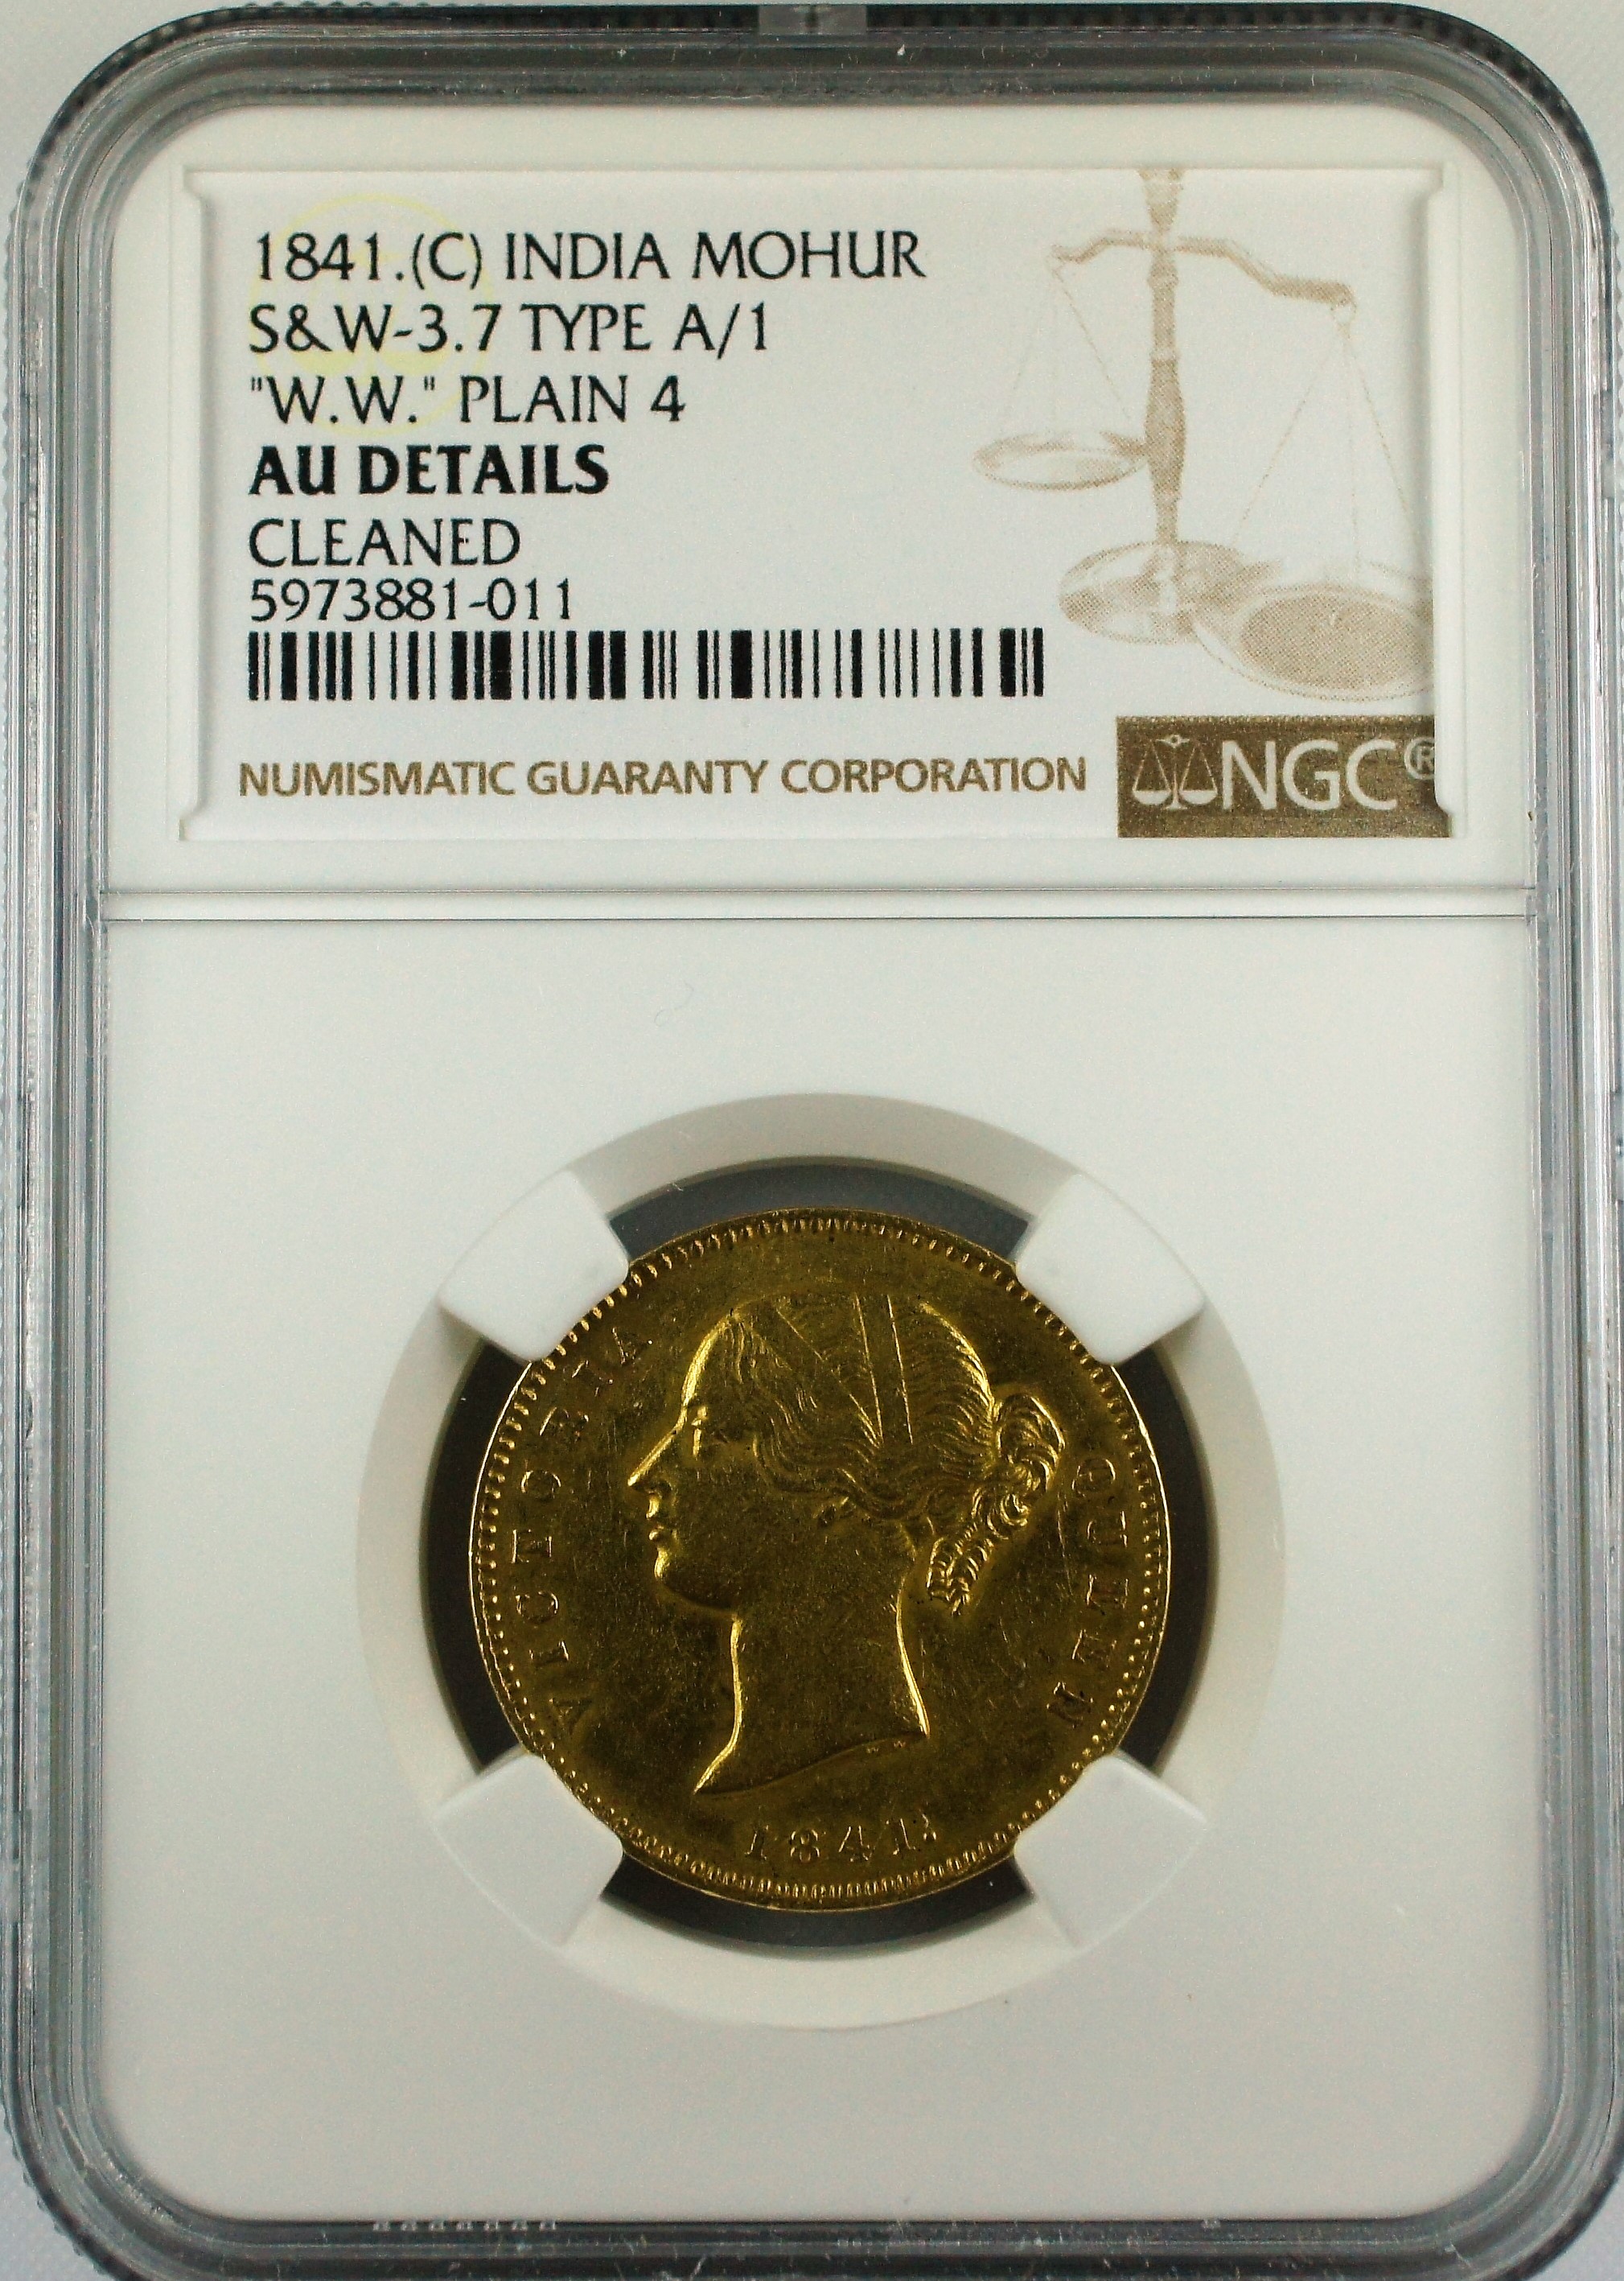 1841.(C) INDIA MOHUR
S&W-3.7 TYPE A/1
"W.W." PLAIN 4
AU DETAILS
CLEANED
5973881-011
NUMISMATIC GUARANTY CORPORATION
NGC®
VICTORIA
QUEEN
W W
1841.